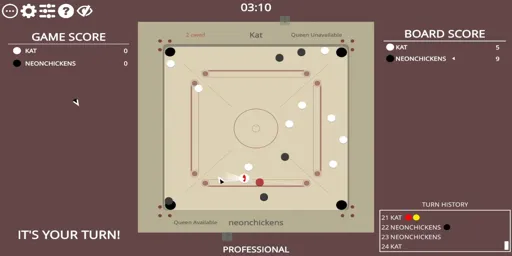 03:10
GAME SCORE
KAT 0
NEONCHICKENS 0
Kat
Queen Unavailable
BOARD SCORE
KAT 5
NEONCHICKENS 9
Queen Available
neonchickens
IT'S YOUR TURN!
PROFESSIONAL
TURN HISTORY
21 KAT
22 NEONCHICKENS
23 NEONCHICKENS
24 KAT